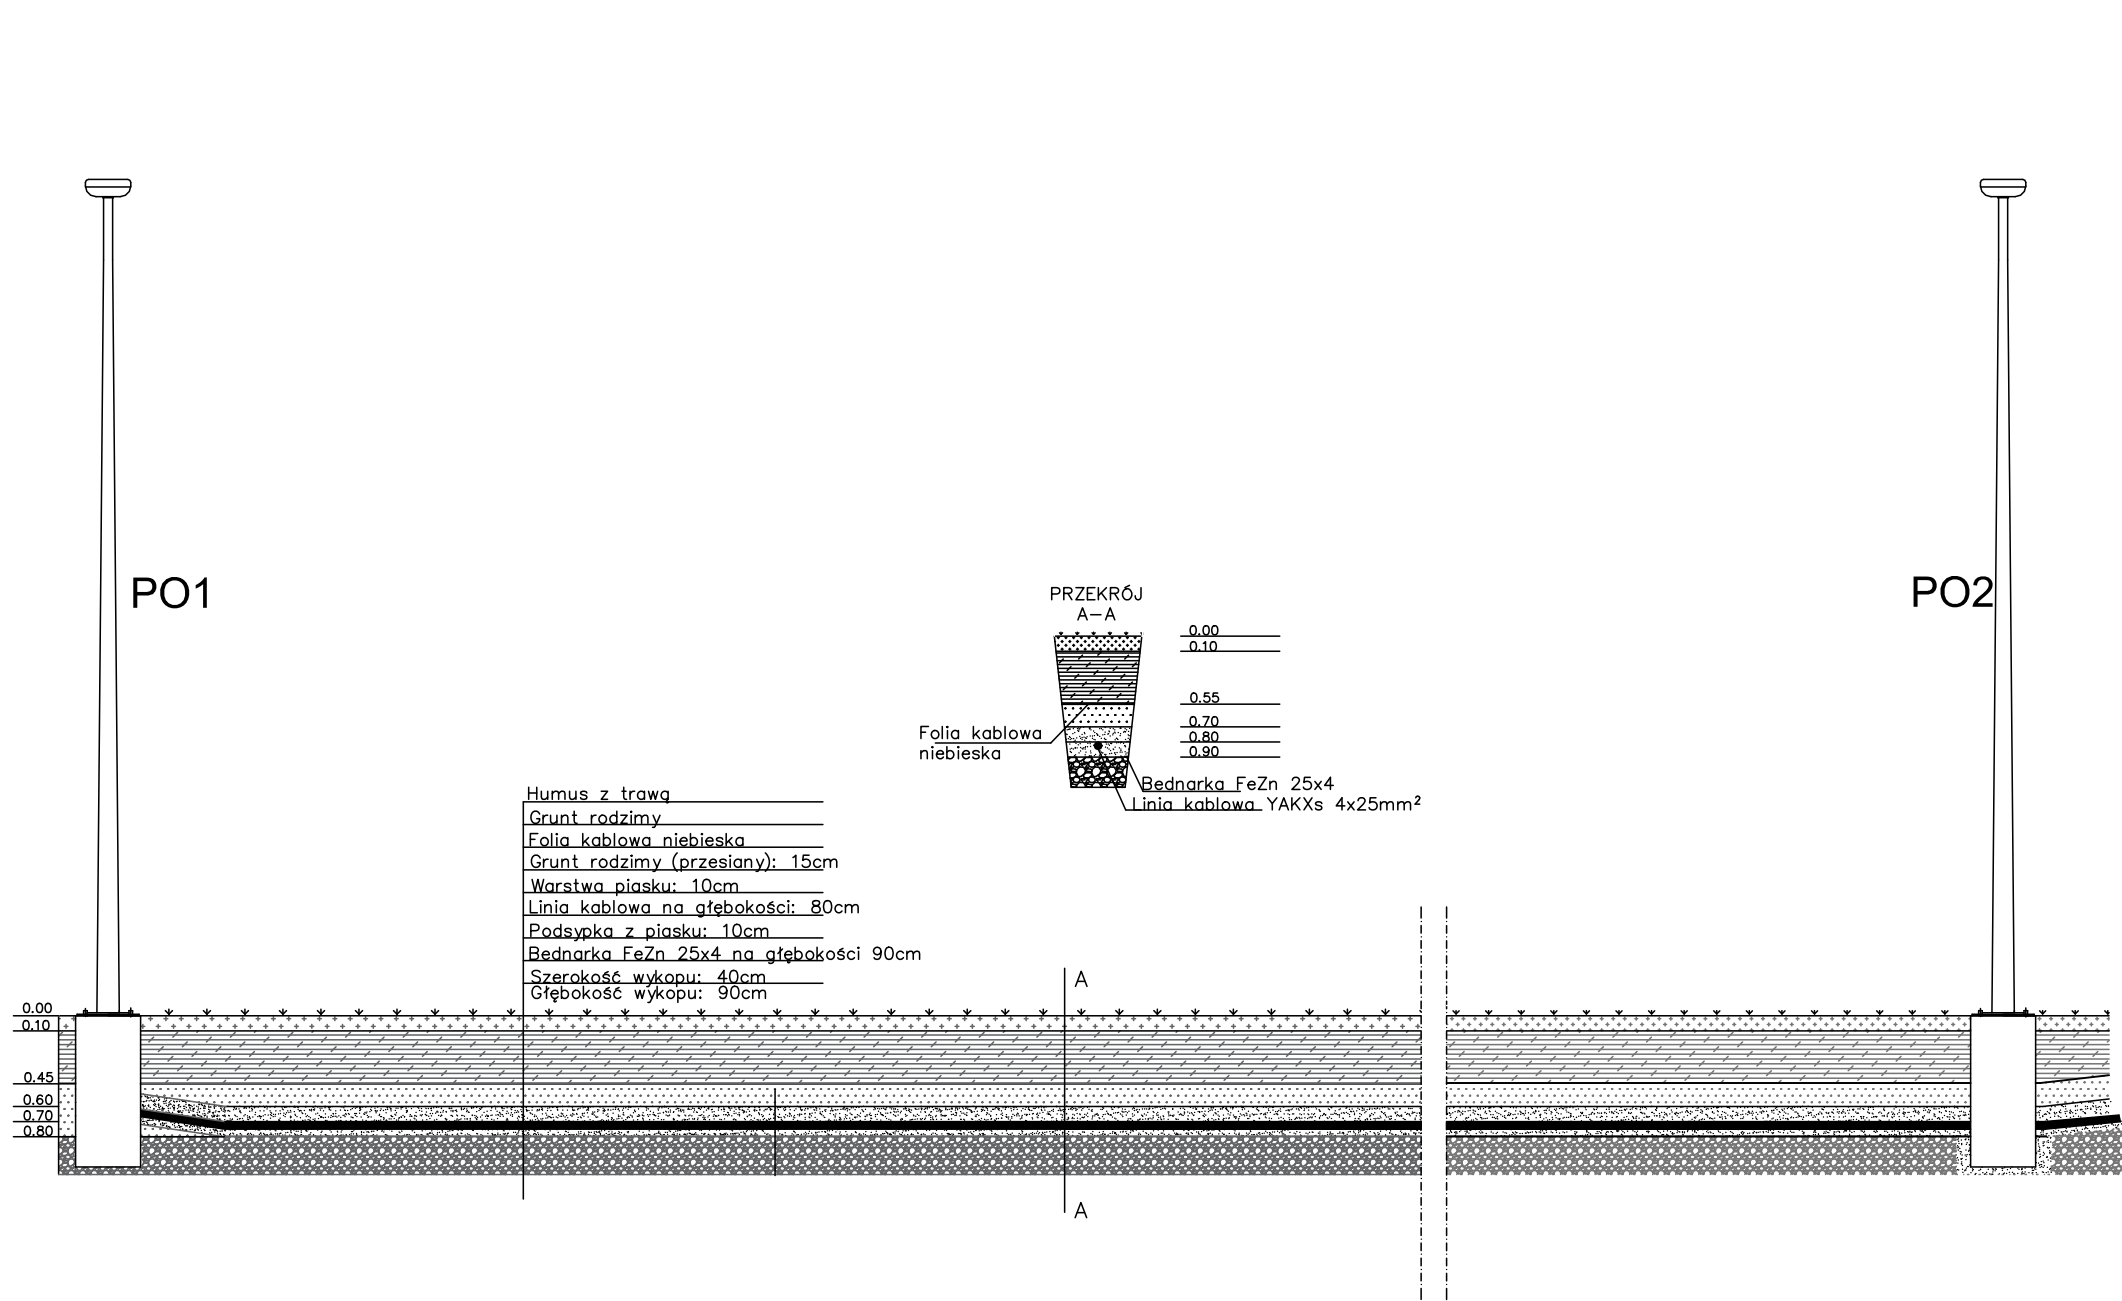 PO1
PO2
PRZEKRÓJ
A-A
0.00
0.10
0.55
0.70
0.80
0.90
Folia kablowa
niebieska
Bednarka FeZn 25x4
Linia kablowa YAKXs 4x25mm²
Humus z trawą
Grunt rodzimy
Folia kablowa niebieska
Grunt rodzimy (przesiany): 15cm
Warstwa piasku: 10cm
Linia kablowa na głębokości: 80cm
Podsypka z piasku: 10cm
Bednarka FeZn 25x4 na głębokości 90cm
Szerokość wykopu: 40cm
Głębokość wykopu: 90cm
A
0.00
0.10
0.45
0.60
0.70
0.80
A